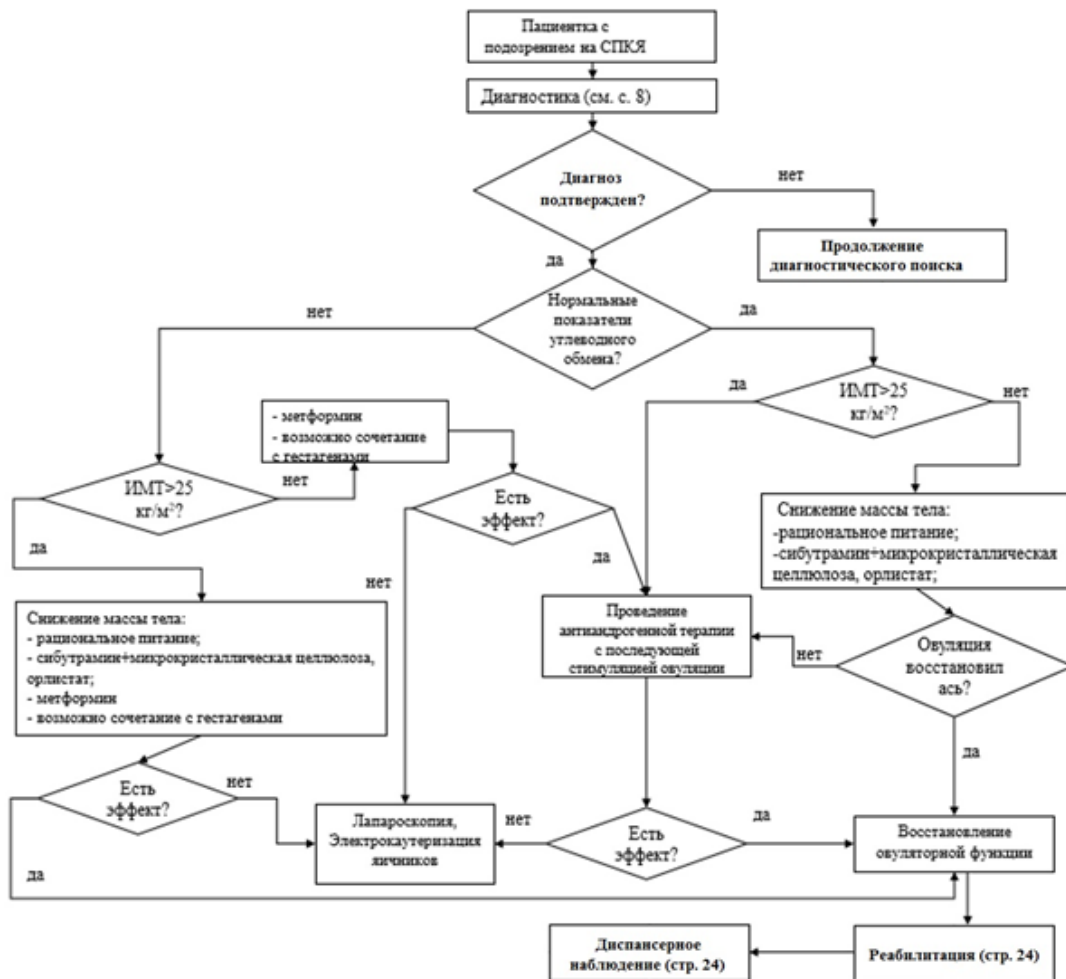 Пациентка с
подозрением на СПКЯ
Диагностика (см. с. 8)
Диагноз
подтвержден?
нет
Продолжение
диагностического поиска
да
Нормальные
показатели
углеводного
обмена?
нет
да
ИМТ>25
кг/м²?
да
нет
- метформин
- возможно сочетание
с гестагенами
ИМТ>25
кг/м²?
нет
да
Есть
эффект?
нет
да
Снижение массы тела:
-рациональное питание;
-сибутрамин+микрокристаллическая
целлюлоза, орлистат;
Снижение массы тела:
- рациональное питание;
- сибутрамин+микрокристаллическая целлюлоза,
орлистат;
- метформин
- возможно сочетание с гестагенами
Проведение
антиандрогенной терапии
с последующей
стимуляцией овуляции
Овуляция
восстановил
ась?
нет
да
Есть
эффект?
нет
да
Лапароскопия,
Электрокаутеризация
яичников
Есть
эффект?
нет
да
Восстановление
овуляторной функции
Диспансерное
наблюдение (стр. 24)
Реабилитация (стр. 24)